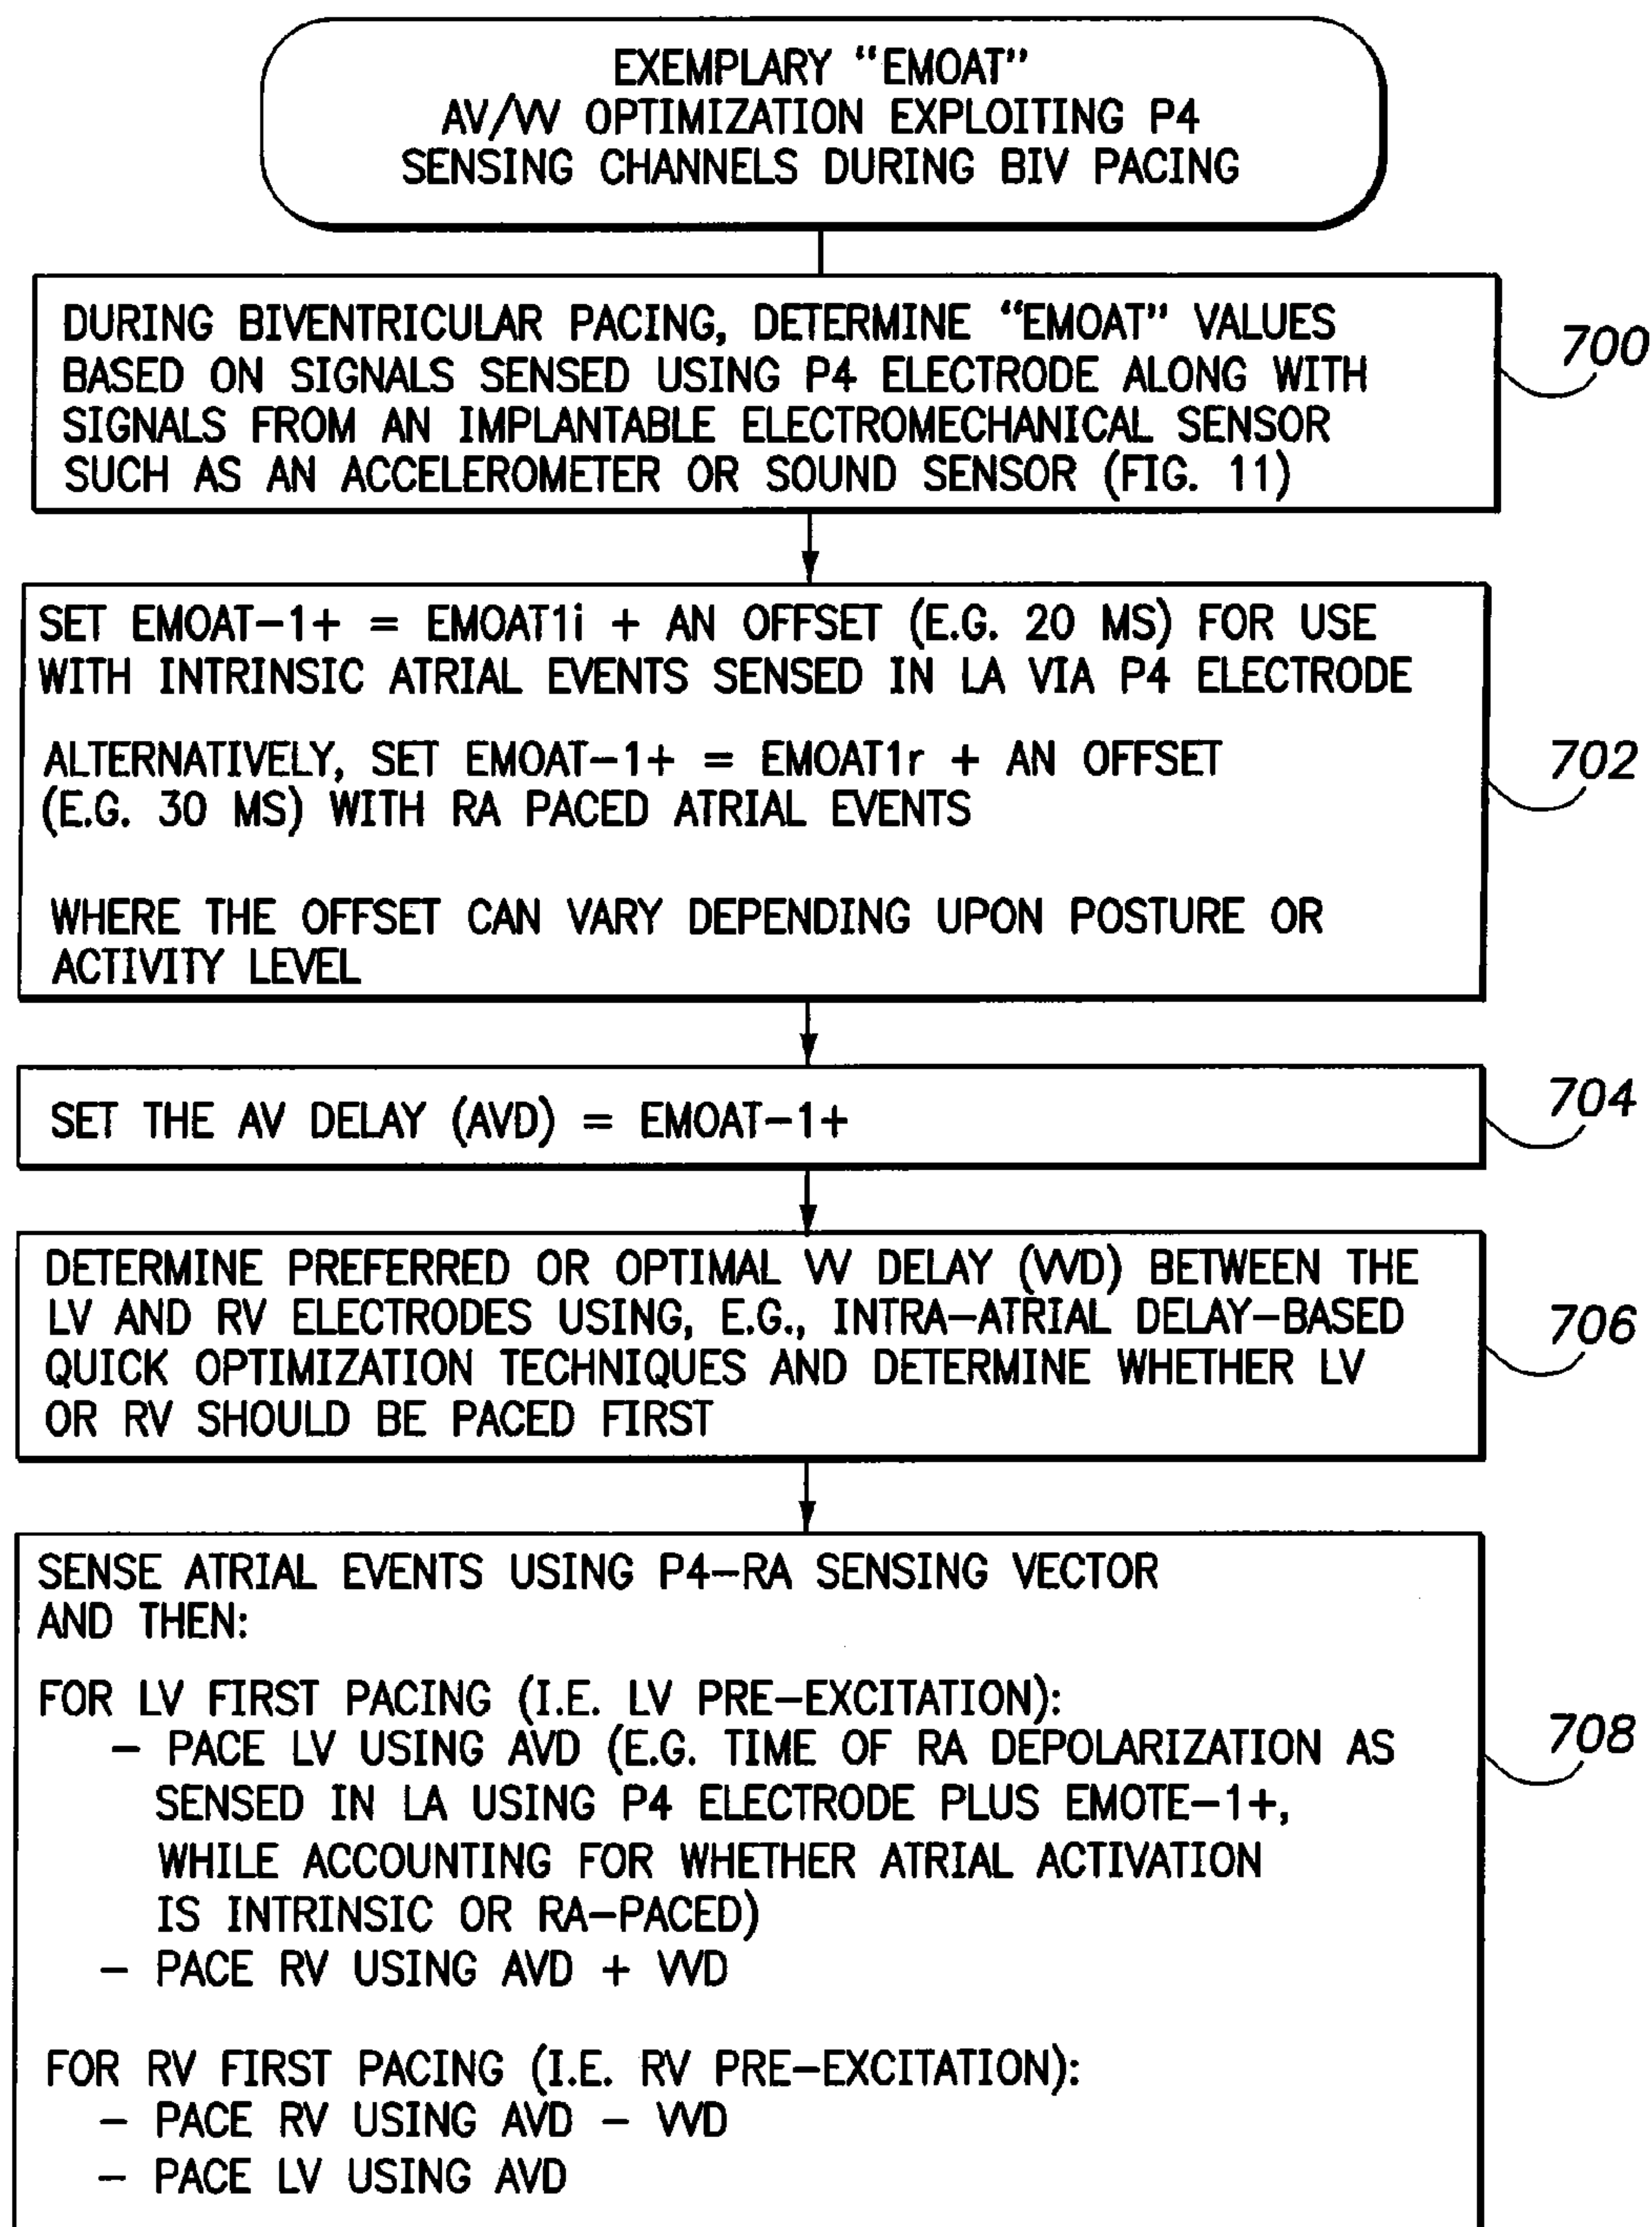 EXEMPLARY "EMOAT"
AV/VV OPTIMIZATION EXPLOITING P4
SENSING CHANNELS DURING BIV PACING
DURING BIVENTRICULAR PACING, DETERMINE "EMOAT" VALUES
BASED ON SIGNALS SENSED USING P4 ELECTRODE ALONG WITH
SIGNALS FROM AN IMPLANTABLE ELECTROMECHANICAL SENSOR
SUCH AS AN ACCELEROMETER OR SOUND SENSOR (FIG. 11)
700
SET EMOAT-1+ = EMOAT1i + AN OFFSET (E.G. 20 MS) FOR USE
WITH INTRINSIC ATRIAL EVENTS SENSED IN LA VIA P4 ELECTRODE
ALTERNATIVELY, SET EMOAT-1+ = EMOAT1r + AN OFFSET
(E.G. 30 MS) WITH RA PACED ATRIAL EVENTS
WHERE THE OFFSET CAN VARY DEPENDING UPON POSTURE OR
ACTIVITY LEVEL
702
SET THE AV DELAY (AVD) = EMOAT-1+
704
DETERMINE PREFERRED OR OPTIMAL VV DELAY (VVD) BETWEEN THE
LV AND RV ELECTRODES USING, E.G., INTRA-ATRIAL DELAY-BASED
QUICK OPTIMIZATION TECHNIQUES AND DETERMINE WHETHER LV
OR RV SHOULD BE PACED FIRST
706
SENSE ATRIAL EVENTS USING P4-RA SENSING VECTOR
AND THEN:
FOR LV FIRST PACING (I.E. LV PRE-EXCITATION):
- PACE LV USING AVD (E.G. TIME OF RA DEPOLARIZATION AS
SENSED IN LA USING P4 ELECTRODE PLUS EMOTE-1+,
WHILE ACCOUNTING FOR WHETHER ATRIAL ACTIVATION
IS INTRINSIC OR RA-PACED)
- PACE RV USING AVD + VVD
FOR RV FIRST PACING (I.E. RV PRE-EXCITATION):
- PACE RV USING AVD - VVD
- PACE LV USING AVD
708